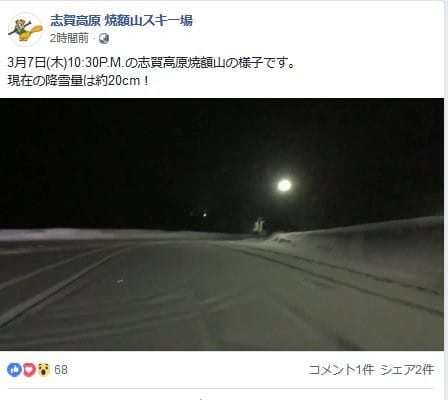 志賀高原 焼額山スキー場
2時間前 ·
3月7日(木)10:30P.M.の志賀高原焼額山の様子です。
現在の降雪量は約20cm！
68 コメント1件 シェア2件